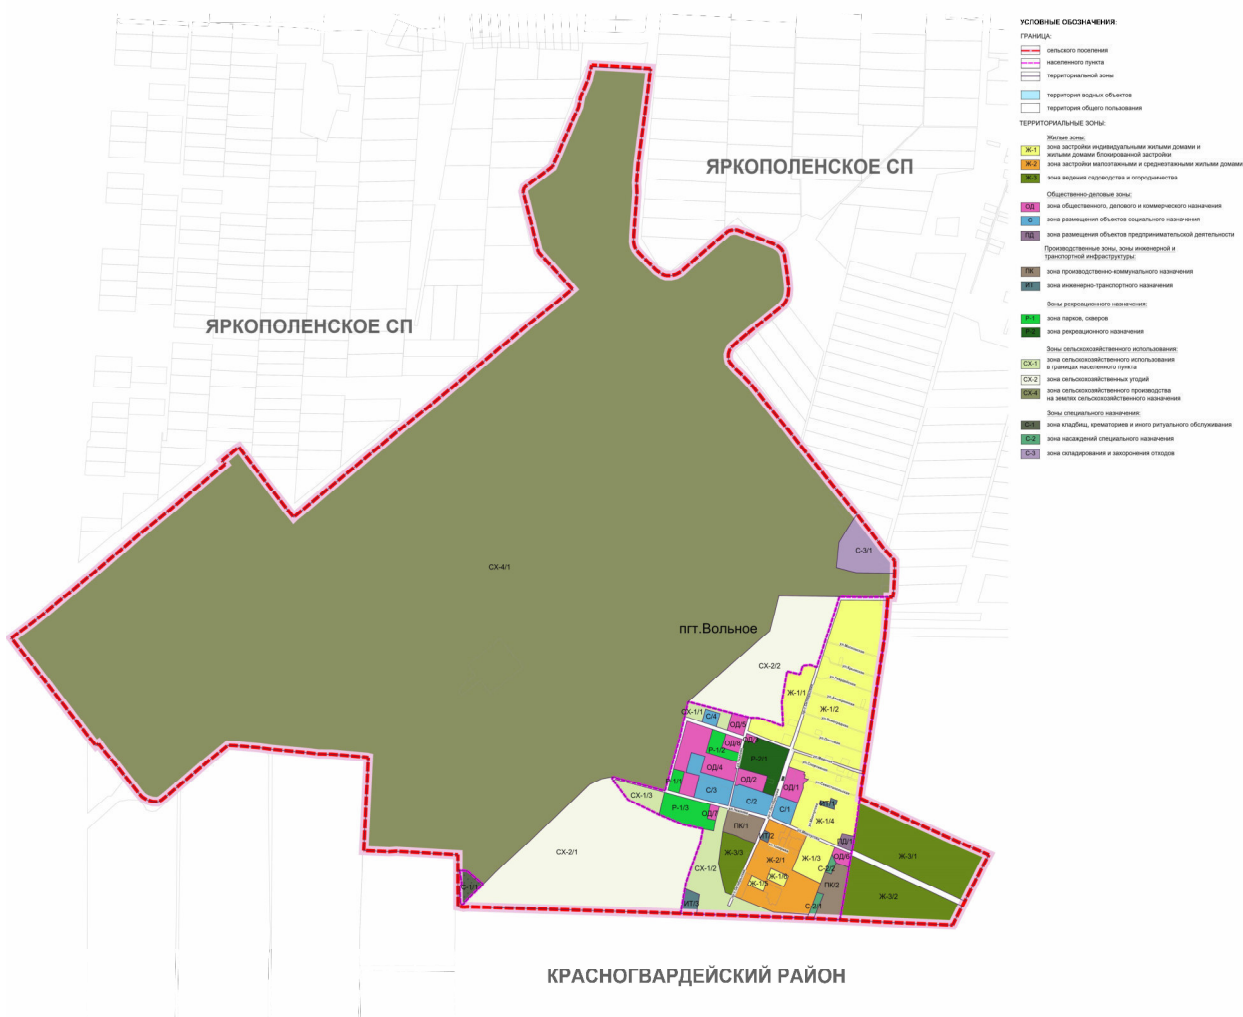 УСЛОВНЫЕ ОБОЗНАЧЕНИЯ:
ГРАНИЦА:
сельского поселения
населенного пункта
территориальной зоны
территория водных объектов
территория общего пользования
ТЕРРИТОРИАЛЬНЫЕ ЗОНЫ:
Жилые зоны:
Ж-1 зона застройки индивидуальными жилыми домами и
жилыми домами блокированной застройки
Ж-2 зона застройки малоэтажными и среднеэтажными жилыми домами
Ж-3 зона ведения садоводства и огородничества
Общественно-деловые зоны:
ОД зона общественного, делового и коммерческого назначения
С зона размещения объектов социального назначения
ПД зона размещения объектов предпринимательской деятельности
Производственные зоны, зоны инженерной и
транспортной инфраструктуры:
ПК зона производственно-коммунального назначения
ИТ зона инженерно-транспортного назначения
Зоны рекреационного назначения:
Р-1 зона парков, скверов
Р-2 зона рекреационного назначения
Зоны сельскохозяйственного использования:
СХ-1 зона сельскохозяйственного использования
в границах населенного пункта
СХ-2 зона сельскохозяйственных угодий
СХ-4 зона сельскохозяйственного производства
на землях сельскохозяйственного назначения
Зоны специального назначения:
С-1 зона кладбищ, крематориев и иного ритуального обслуживания
С-2 зона насаждений специального назначения
С-3 зона складирования и захоронения отходов
ЯРКОПОЛЕНСКОЕ СП
ЯРКОПОЛЕНСКОЕ СП
С-3/1
СХ-4/1
пгт.Вольное
СХ-2/2
Ж-1/1
Ж-1/2
СХ-1/1
С/4
ОД/5
ОД/8
Р-1/2
Р-2/1
ОД/4
ОД/2
Р-1/1
ОД/1
СХ-1/3
С/3
С/2
С/1
Р-1/3
Ж-1/4
ПК/1
ИТ/2
ПД/1
СХ-2/1
Ж-3/3
Ж-2/1
Ж-1/3
ОД/6
Ж-3/1
СХ-1/2
С-2/2
Ж-1/5
Ж-1/6
ПК/2
С-1/1
Ж-3/2
ИТ/3
С-2/1
КРАСНОГВАРДЕЙСКИЙ РАЙОН